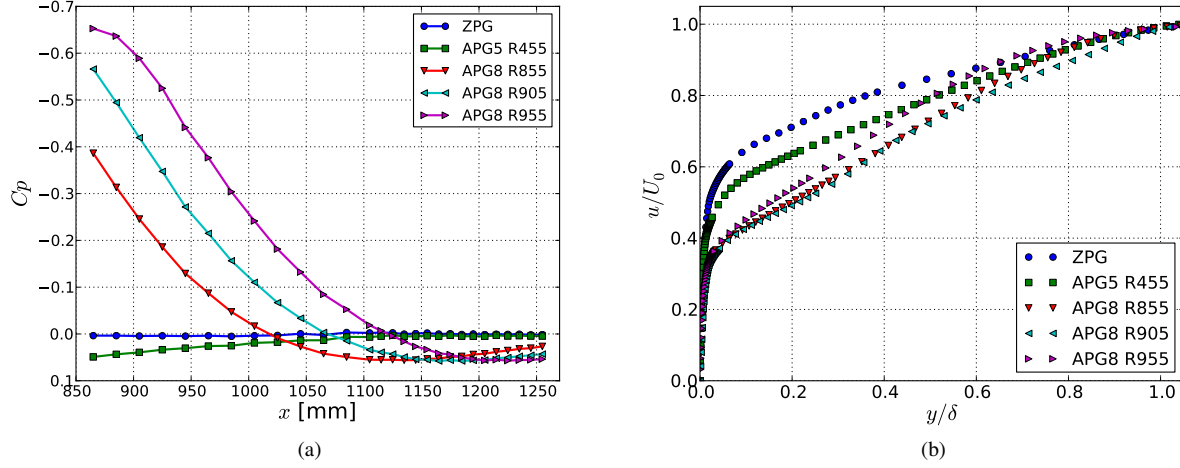 −0.7
−0.6
−0.5
−0.4
−0.3
−0.2
−0.1
0.0
0.1
Cp
850 900 950 1000 1050 1100 1150 1200 1250
x [mm]
ZPG
APG5 R455
APG8 R855
APG8 R905
APG8 R955
(a)
1.0
0.8
0.6
0.4
0.2
0.0
u/U0
0.0 0.2 0.4 0.6 0.8 1.0
y/δ
ZPG
APG5 R455
APG8 R855
APG8 R905
APG8 R955
(b)